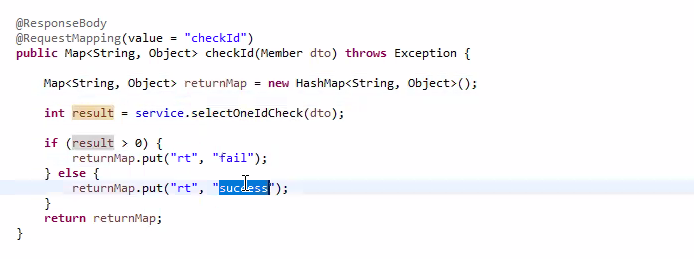 @ResponseBody
@RequestMapping(value = "checkId")
public Map<String, Object> checkId(Member dto) throws Exception {
Map<String, Object> returnMap = new HashMap<String, Object>();
int result = service.selectOneIdCheck(dto);
if (result > 0) {
returnMap.put("rt", "fail");
} else {
returnMap.put("rt", "success");
}
return returnMap;
}